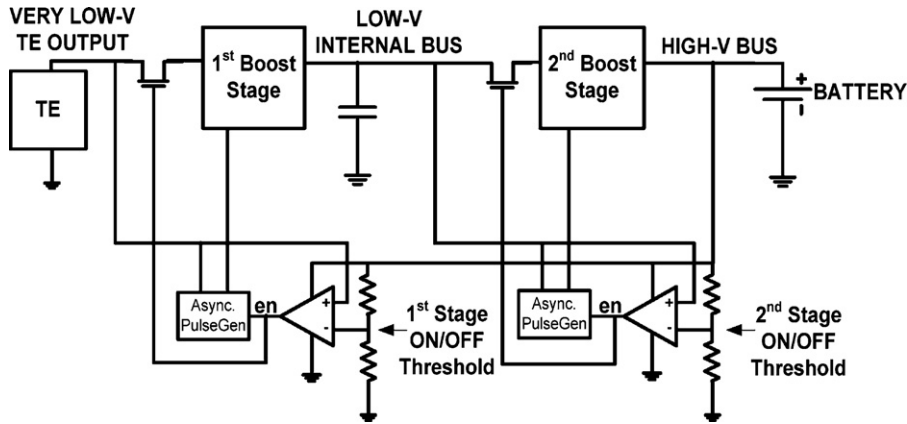 VERY LOW-V
TE OUTPUT
LOW-V
INTERNAL BUS
HIGH-V BUS
TE
1st Boost
Stage
2nd Boost
Stage
+
BATTERY
-
Async.
PulseGen
en
+
-
1st Stage
ON/OFF
Threshold
Async.
PulseGen
en
+
-
2nd Stage
ON/OFF
Threshold